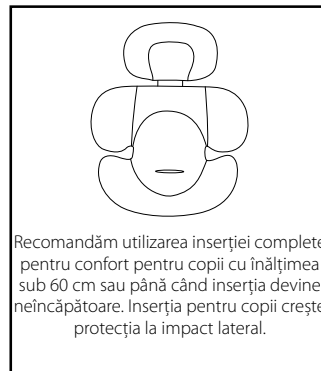 Recomandăm utilizarea inserției complete
pentru confort pentru copii cu înălțimea
sub 60 cm sau până când inserția devine
neîncăpătoare. Inserția pentru copii crește
protecția la impact lateral.